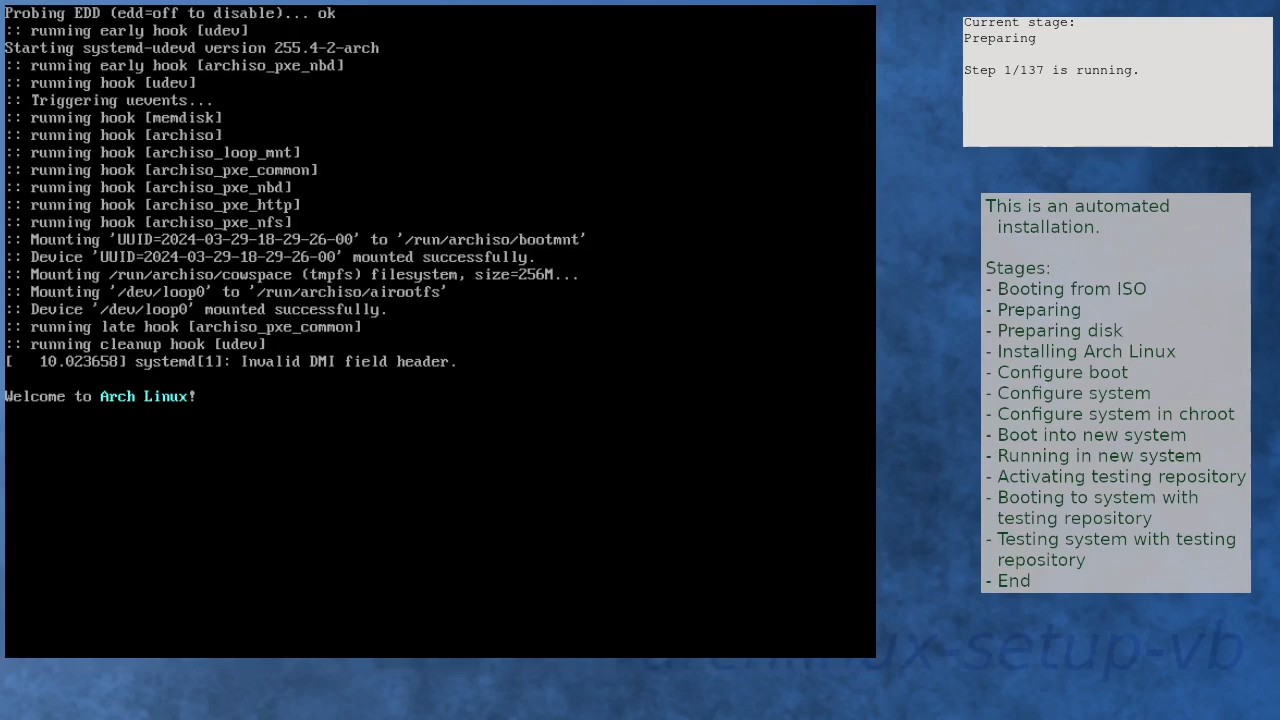 Probing EDD (edd=off to disable)... ok
:: running early hook [udev]
Starting systemd-udevd version 255.4-2-arch
:: running early hook [archiso_pxe_nbd]
:: running hook [udev]
:: Triggering uevents...
:: running hook [memdisk]
:: running hook [archiso]
:: running hook [archiso_loop_mnt]
:: running hook [archiso_pxe_common]
:: running hook [archiso_pxe_nbd]
:: running hook [archiso_pxe_http]
:: running hook [archiso_pxe_nfs]
:: Mounting 'UUID=2024-03-29-18-29-26-00' to '/run/archiso/bootmnt'
:: Device 'UUID=2024-03-29-18-29-26-00' mounted successfully.
:: Mounting /run/archiso/cowspace (tmpfs) filesystem, size=256M...
:: Mounting '/dev/loop0' to '/run/archiso/airootfs'
:: Device '/dev/loop0' mounted successfully.
:: running late hook [archiso_pxe_common]
:: running cleanup hook [udev]
[   10.023658] systemd[1]: Invalid DMI field header.
Welcome to Arch Linux!
Current stage:
Preparing
Step 1/137 is running.
This is an automated
installation.
Stages:
- Booting from ISO
- Preparing
- Preparing disk
- Installing Arch Linux
- Configure boot
- Configure system
- Configure system in chroot
- Boot into new system
- Running in new system
- Activating testing repository
- Booting to system with
testing repository
- Testing system with testing
repository
- End